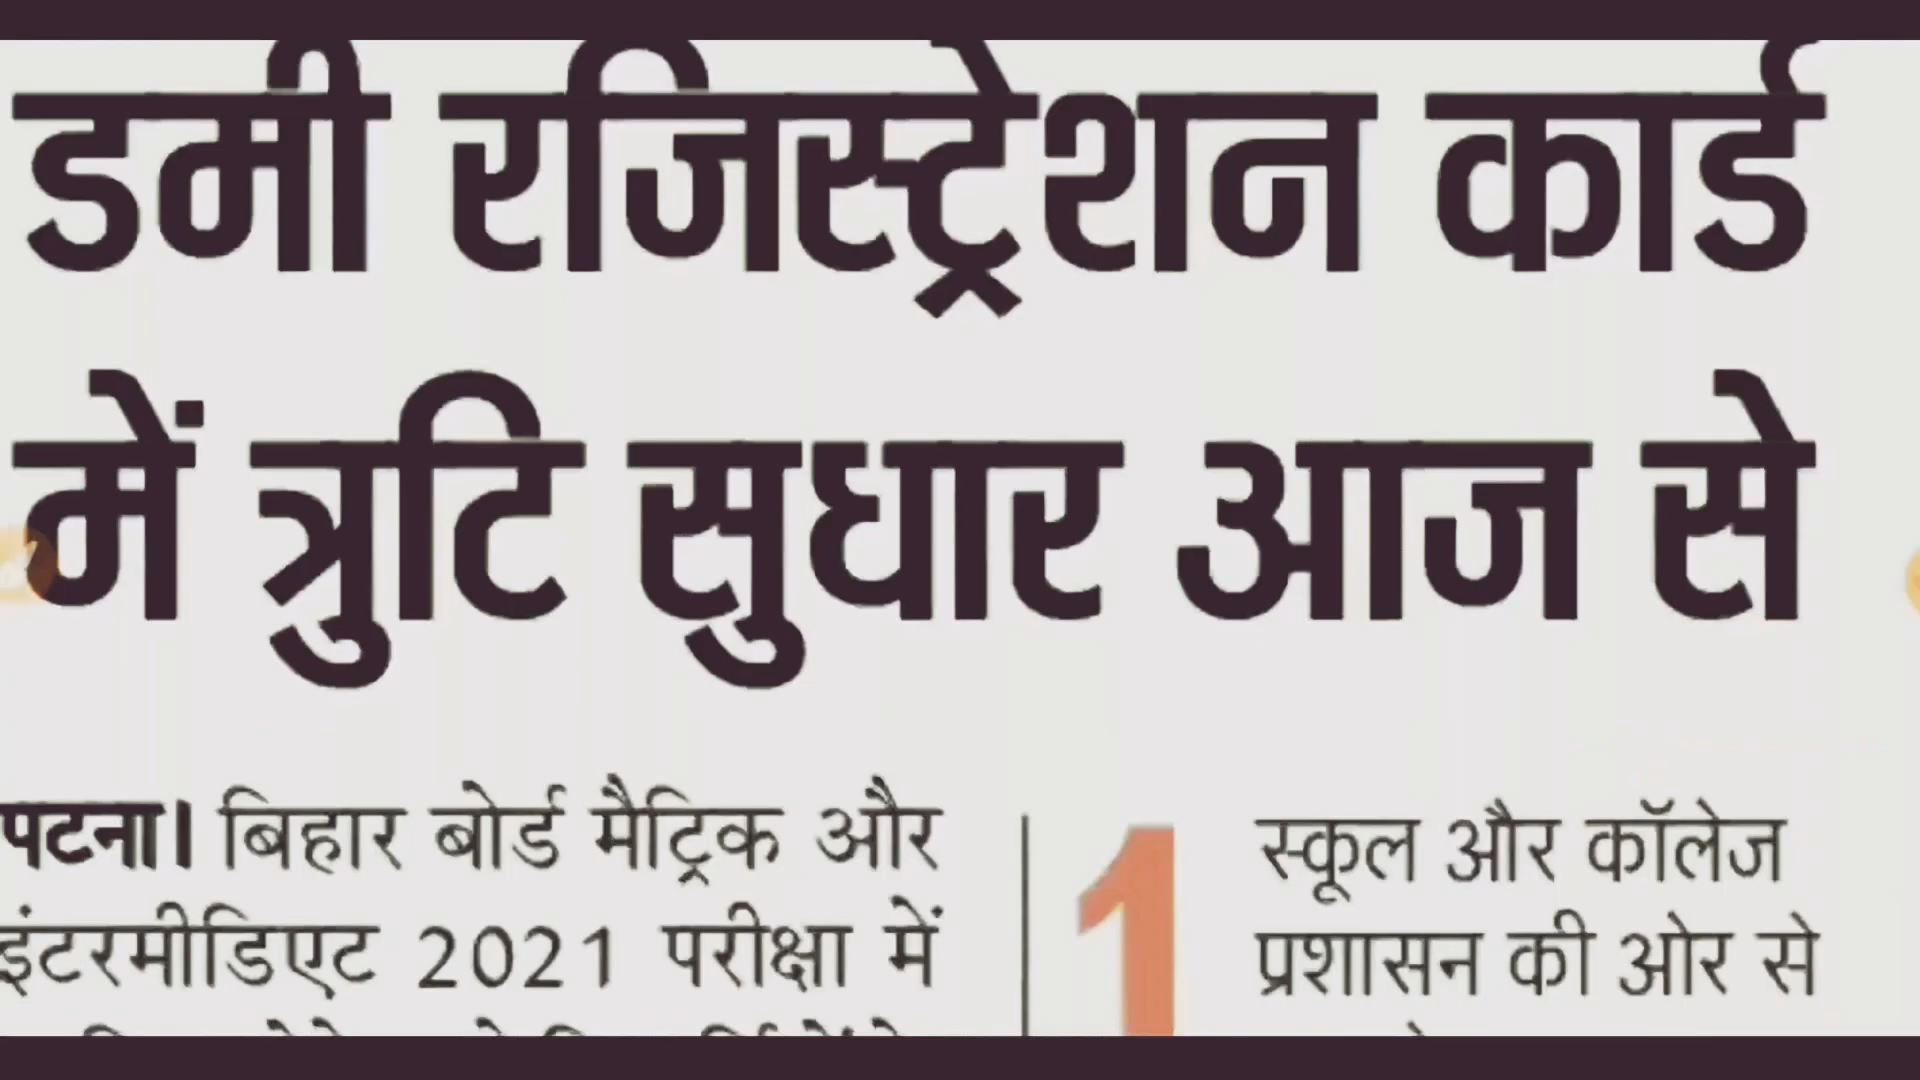 डमी रजिस्ट्रेशन कार्ड
में त्रुटि सुधार आज से
पटना। बिहार बोर्ड मैट्रिक और
इंटरमीडिएट 2021 परीक्षा में
1
स्कूल और कॉलेज
प्रशासन की ओर से